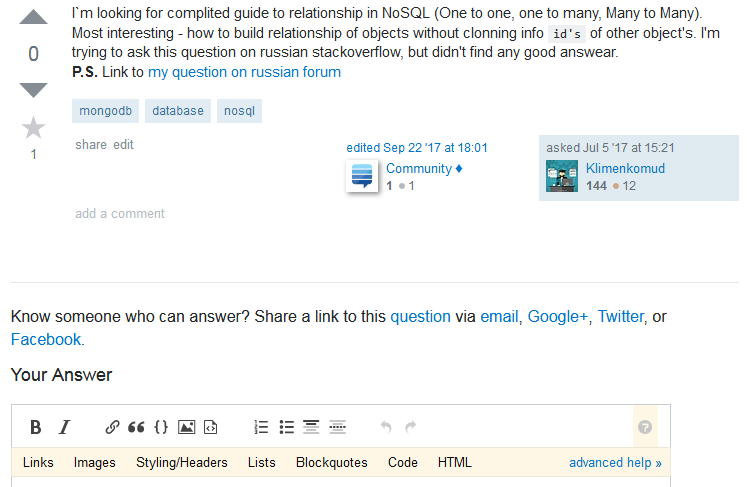 I`m looking for complited guide to relationship in NoSQL (One to one, one to many, Many to Many).
Most interesting - how to build relationship of objects without clonning info id's of other object's. I'm
0
trying to ask this question on russian stackoverflow, but didn't find any good answear.
P.S. Link to my question on russian forum
mongodb database nosql
1
share edit
edited Sep 22 '17 at 18:01
asked Jul 5 '17 at 15:21
Community ♦
Klimenkomud
1 ●1
144 ●12
add a comment
Know someone who can answer? Share a link to this question via email, Google+, Twitter, or
Facebook.
Your Answer
B I
Links Images Styling/Headers Lists Blockquotes Code HTML advanced help »